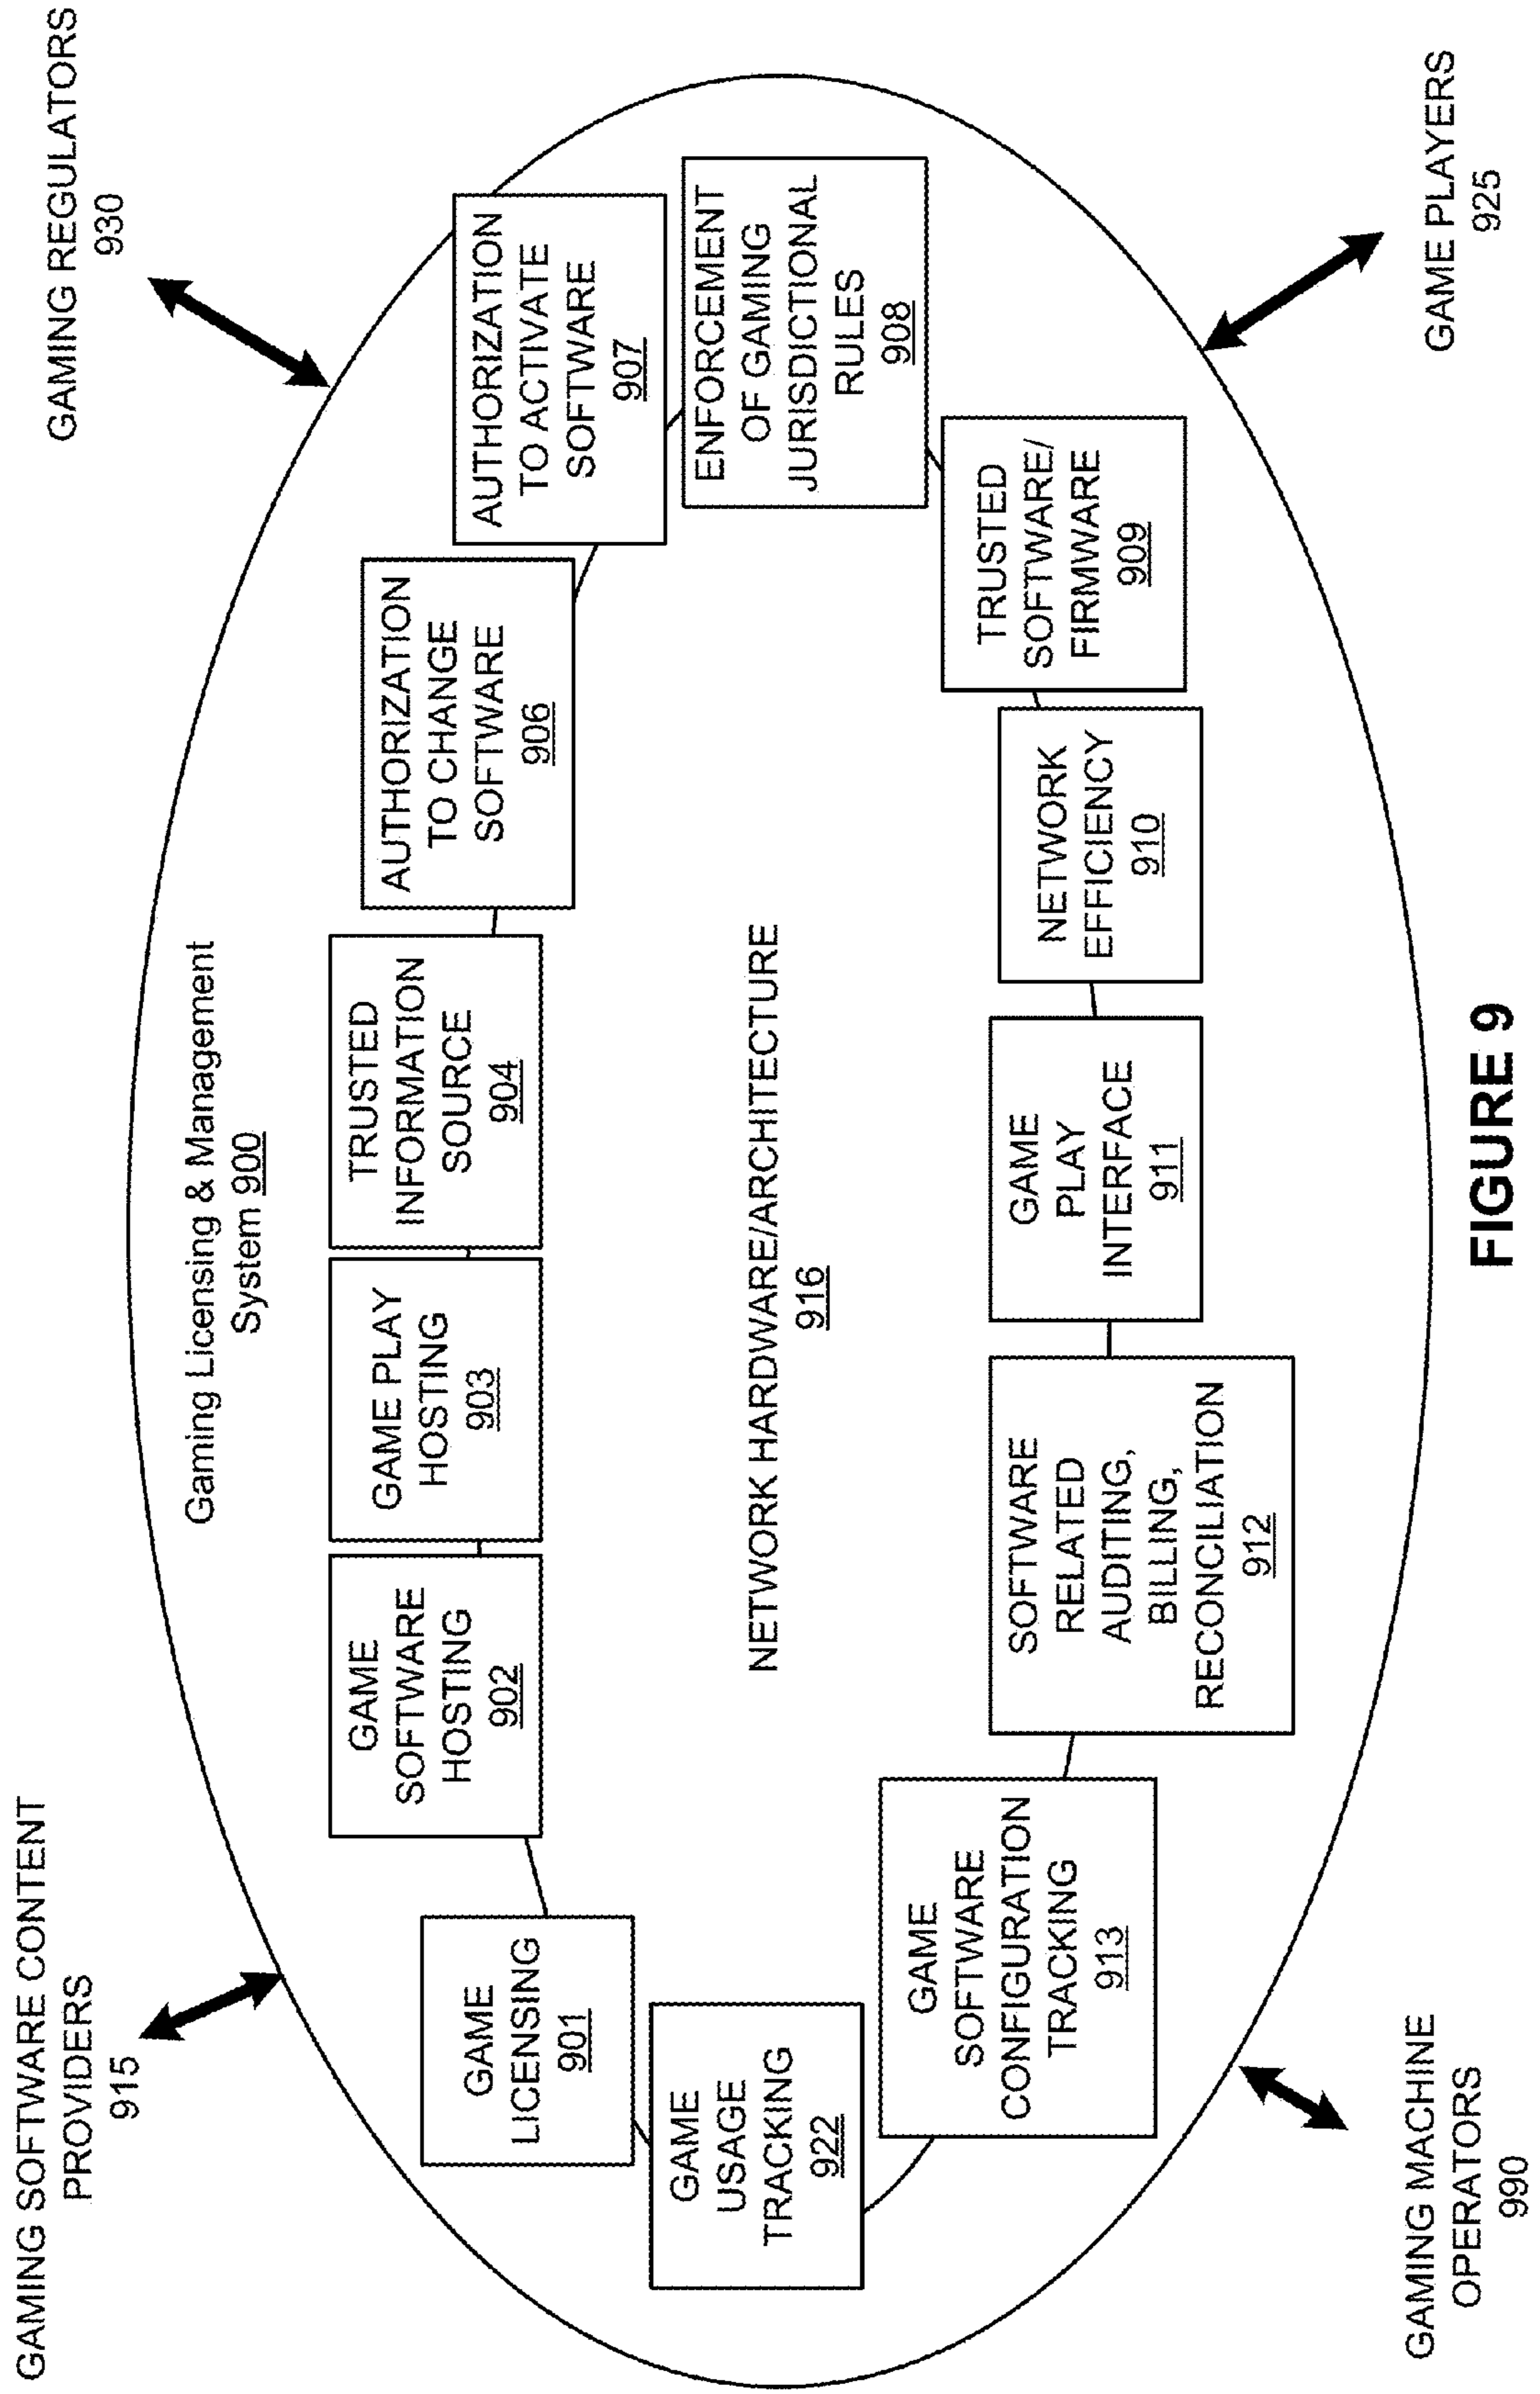 GAMING SOFTWARE CONTENT
PROVIDERS
915
GAMING REGULATORS
930
Gaming Licensing & Management
System 900
GAME
LICENSING
901
GAME
SOFTWARE
HOSTING
902
GAME PLAY
HOSTING
903
TRUSTED
INFORMATION
SOURCE
904
AUTHORIZATION
TO CHANGE
SOFTWARE
906
AUTHORIZATION
TO ACTIVATE
SOFTWARE
907
ENFORCEMENT
OF GAMING
JURISDICTIONAL
RULES
908
NETWORK HARDWARE/ARCHITECTURE
916
GAME
USAGE
TRACKING
922
GAME
SOFTWARE
CONFIGURATION
TRACKING
913
SOFTWARE
RELATED
AUDITING,
BILLING,
RECONCILIATION
912
GAME
PLAY
INTERFACE
911
NETWORK
EFFICIENCY
910
TRUSTED
SOFTWARE/
FIRMWARE
909
GAMING MACHINE
OPERATORS
990
GAME PLAYERS
925
FIGURE 9